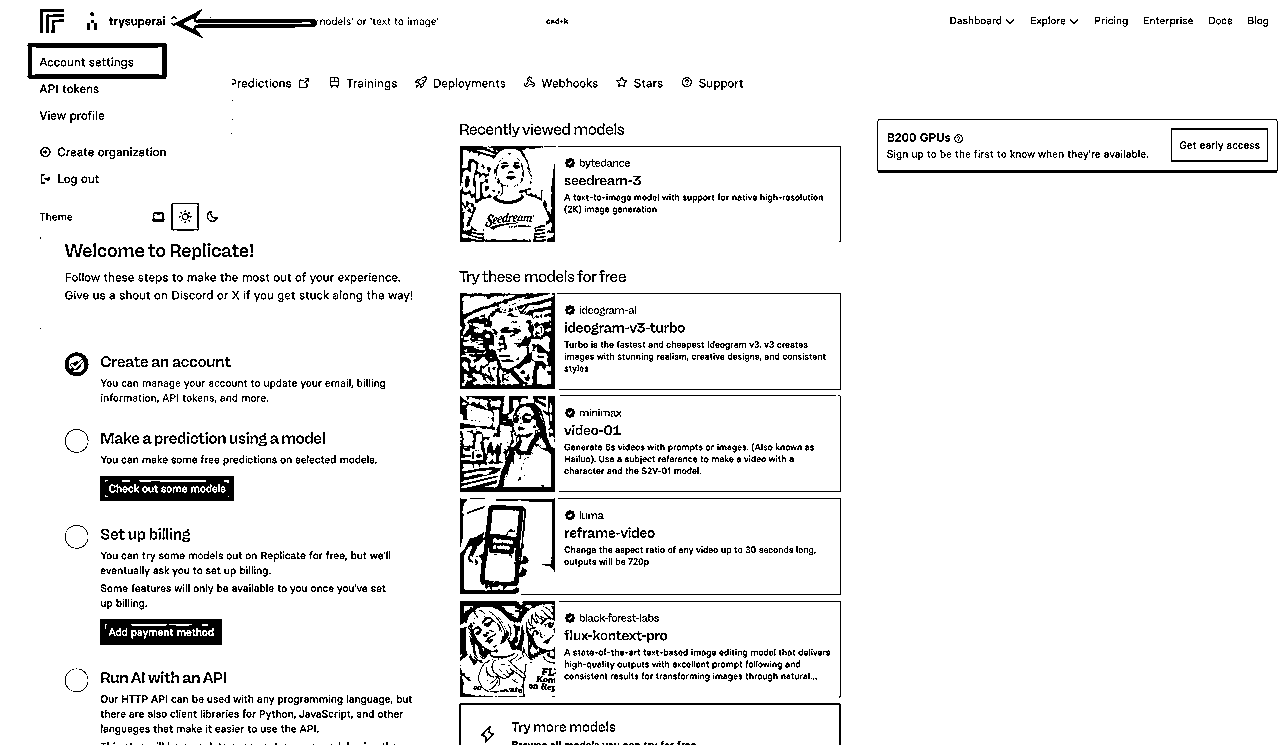 trysuperai
models' or 'text to image'
cmd+k
Dashboard
Explore
Pricing
Enterprise
Docs
Blog
Account settings
API tokens
View profile
Create organization
Log out
Theme
Predictions
Trainings
Deployments
Webhooks
Stars
Support
Welcome to Replicate!
Follow these steps to make the most out of your experience.
Give us a shout on Discord or X if you get stuck along the way!
Create an account
You can manage your account to update your email, billing
information, API tokens, and more.
Make a prediction using a model
You can make some free predictions on selected models.
Check out some models
Set up billing
You can try some models out on Replicate for free, but we'll
eventually ask you to set up billing.
Some features will only be available to you once you've set
up billing.
Add payment method
Run AI with an API
Our HTTP API can be used with any programming language, but
there are also client libraries for Python, JavaScript, and other
languages that make it easier to use the API.
Recently viewed models
Seedream
bytedance
seedream-3
A text-to-image model with support for native high-resolution
(2K) image generation
Try these models for free
ideogram-ai
ideogram-v3-turbo
Turbo is the fastest and cheapest Ideogram v3. v3 creates
images with stunning realism, creative designs, and consistent
styles
minimax
video-01
Generate 6s videos with prompts or images. (Also known as
Hailuo). Use a subject reference to make a video with a
character and the S2V-01 model.
luma
reframe-video
Change the aspect ratio of any video up to 30 seconds long,
outputs will be 720p
black-forest-labs
flux-kontext-pro
A state-of-the-art text-based image editing model that delivers
high-quality outputs with excellent prompt following and
consistent results for transforming images through natural...
Try more models
Browse all models you can try for free
B200 GPUs
Sign up to be the first to know when they're available.
Get early access